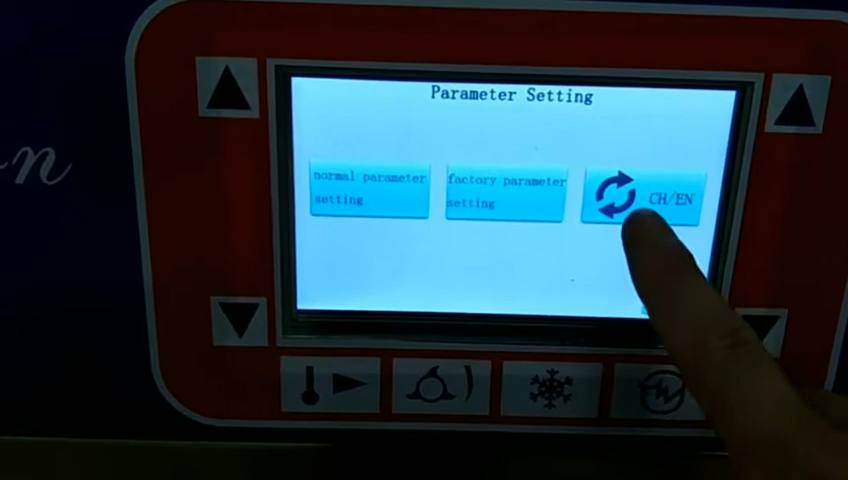 Parameter Setting
normal parameter
setting
factory parameter
setting
CH/EN
n